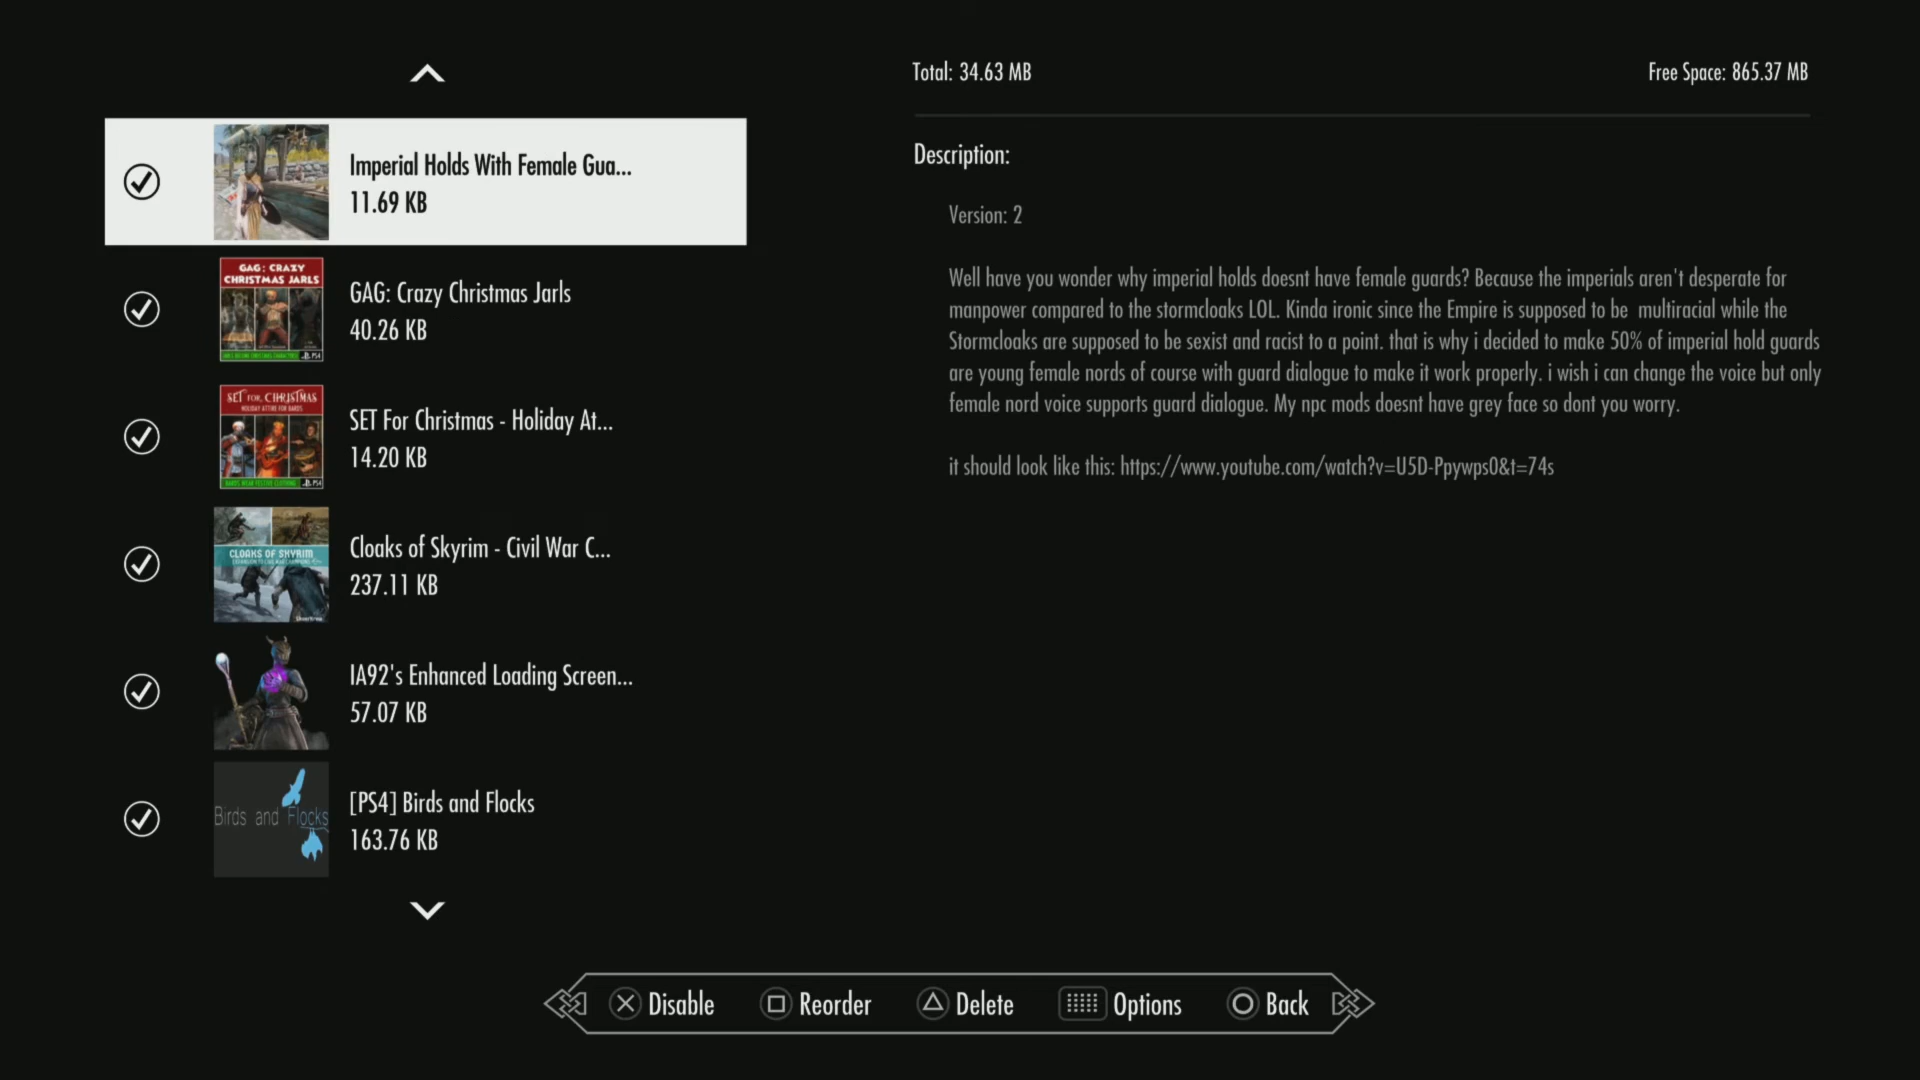 Total: 34.63 MB
Free Space: 865.37 MB
Imperial Holds With Female Gua...
11.69 KB
GAG: CRAZY
CHRISTMAS JARLS
GAG: Crazy Christmas Jarls
40.26 KB
SET FOR CHRISTMAS
HOLIDAY ATTIRE FOR BARDS
BARDS WEAR FESTIVE CLOTHING
PS4
SET For Christmas - Holiday At...
14.20 KB
CLOAKS OF SKYRIM
Cloaks of Skyrim - Civil War C...
237.11 KB
IA92's Enhanced Loading Screen...
57.07 KB
Birds and Flocks
[PS4] Birds and Flocks
163.76 KB
Description:
Version: 2
Well have you wonder why imperial holds doesnt have female guards? Because the imperials aren't desperate for
manpower compared to the stormcloaks LOL. Kinda ironic since the Empire is supposed to be  multiracial while the
Stormcloaks are supposed to be sexist and racist to a point. that is why i decided to make 50% of imperial hold guards
are young female nords of course with guard dialogue to make it work properly. i wish i can change the voice but only
female nord voice supports guard dialogue. My npc mods doesnt have grey face so dont you worry.
it should look like this: https://www.youtube.com/watch?v=U5D-Ppywps0&t=74s
Disable
Reorder
Delete
Options
Back